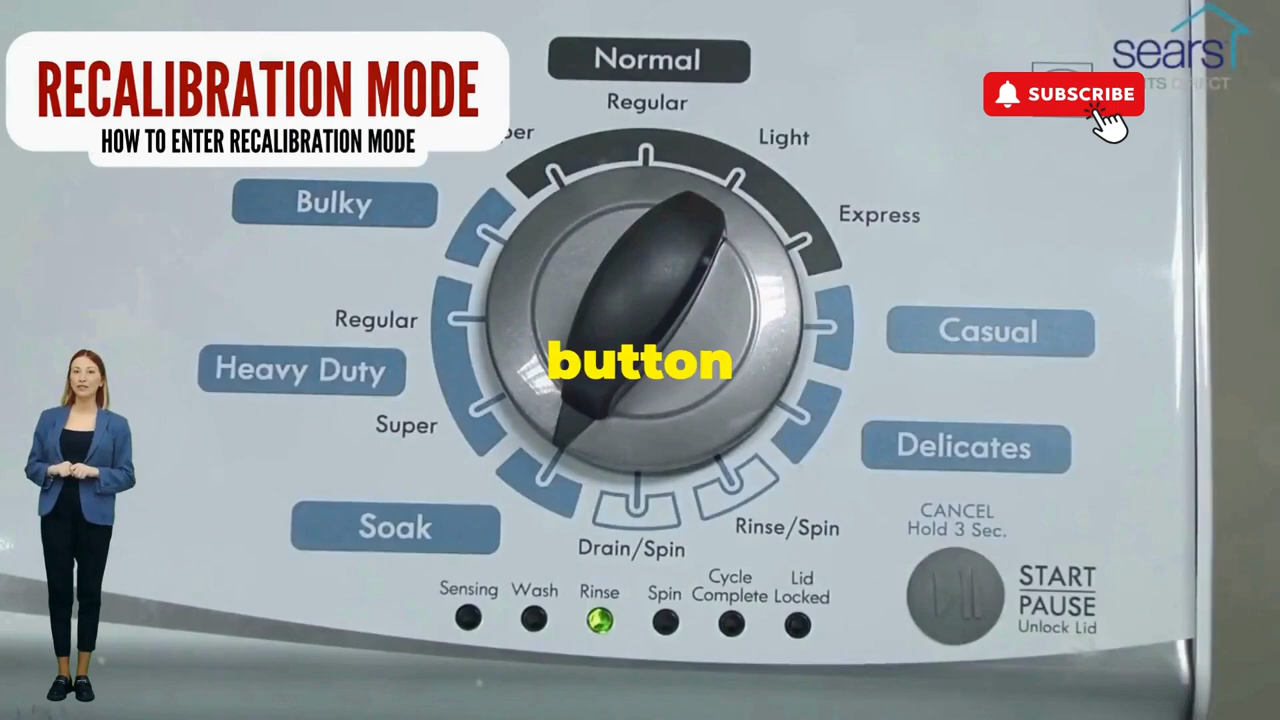 RECALIBRATION MODE
HOW TO ENTER RECALIBRATION MODE
sears
SUBSCRIBE
Normal
Regular
Light
Bulky
Express
Regular
Casual
button
Heavy Duty
Super
Delicates
Soak
CANCEL
Hold 3 Sec.
Rinse/Spin
Drain/Spin
Sensing
Wash
Rinse
Spin
Cycle
Complete
Lid
Locked
START
PAUSE
Unlock Lid